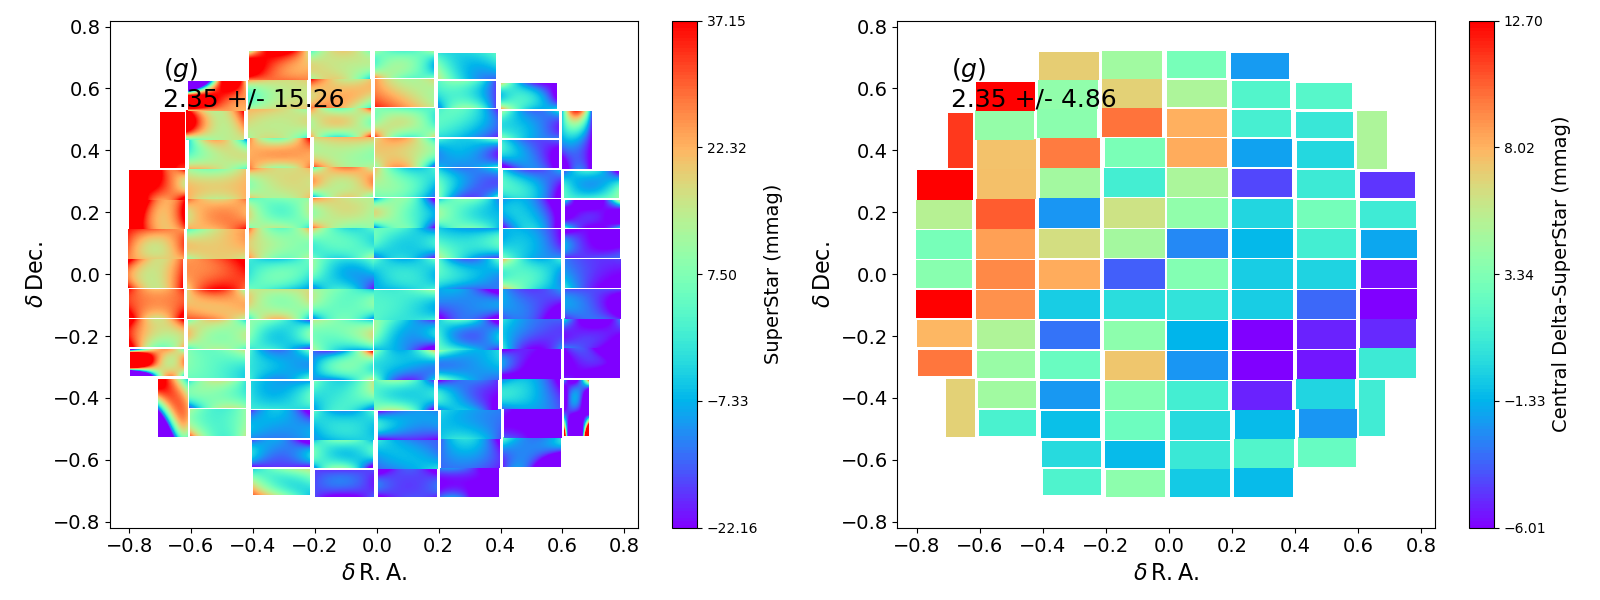 (g)
2.35 +/- 15.26
0.8
0.6
0.4
0.2
0.0
−0.2
−0.4
−0.6
−0.8
−0.8 −0.6 −0.4 −0.2 0.0 0.2 0.4 0.6 0.8
δ Dec.
δ R. A.
37.15
22.32
7.50
−7.33
−22.16
SuperStar (mmag)
(g)
2.35 +/- 4.86
0.8
0.6
0.4
0.2
0.0
−0.2
−0.4
−0.6
−0.8
−0.8 −0.6 −0.4 −0.2 0.0 0.2 0.4 0.6 0.8
δ Dec.
δ R. A.
12.70
8.02
3.34
−1.33
−6.01
Central Delta-SuperStar (mmag)